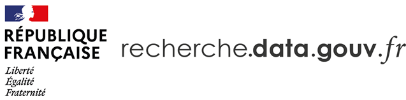 RÉPUBLIQUE
FRANÇAISE
Liberté
Égalité
Fraternité
recherche.data.gouv.fr